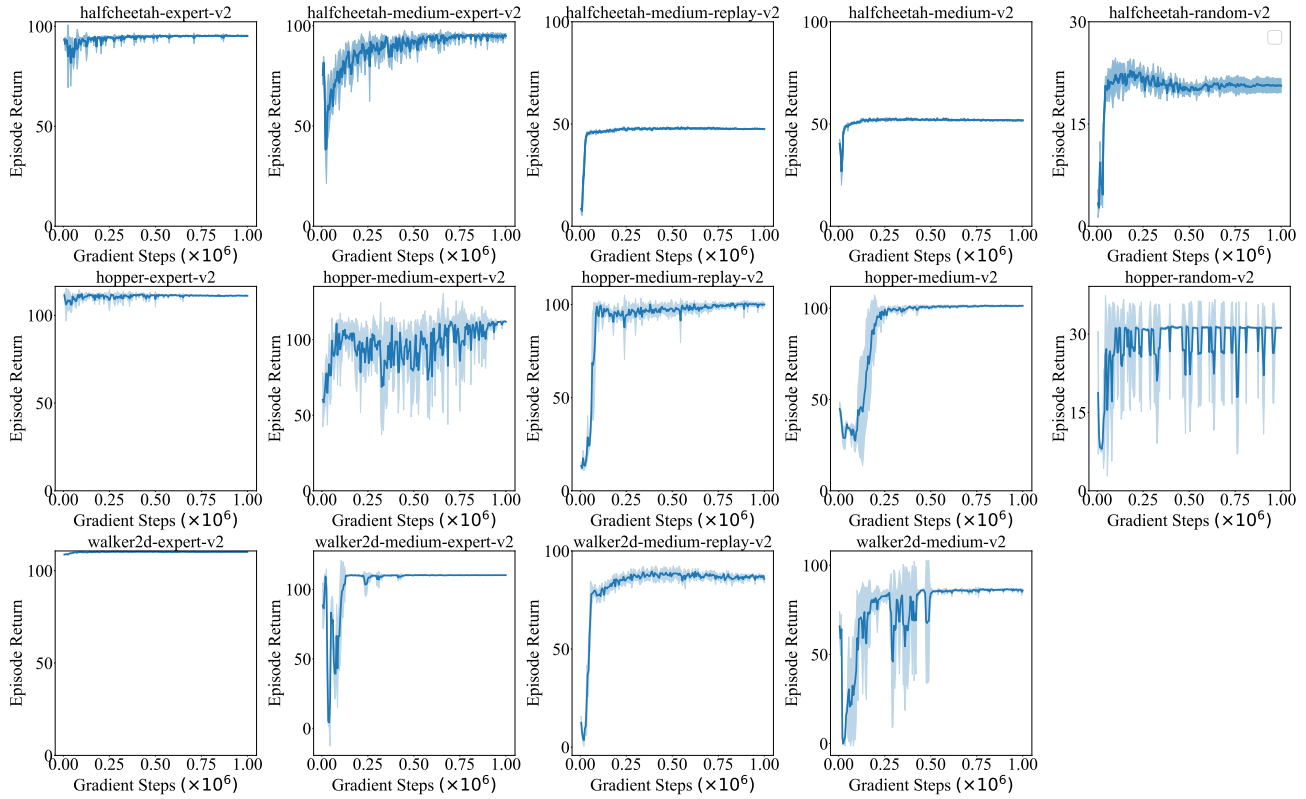 halfcheetah-expert-v2
100
50
0
Episode Return
0.00 0.25 0.50 0.75 1.00
Gradient Steps (×10⁶)
halfcheetah-medium-expert-v2
100
50
0
Episode Return
0.00 0.25 0.50 0.75 1.00
Gradient Steps (×10⁶)
halfcheetah-medium-replay-v2
100
50
0
Episode Return
0.00 0.25 0.50 0.75 1.00
Gradient Steps (×10⁶)
halfcheetah-medium-v2
100
50
0
Episode Return
0.00 0.25 0.50 0.75 1.00
Gradient Steps (×10⁶)
halfcheetah-random-v2
30
15
0
Episode Return
0.00 0.25 0.50 0.75 1.00
Gradient Steps (×10⁶)
hopper-expert-v2
100
50
0
Episode Return
0.00 0.25 0.50 0.75 1.00
Gradient Steps (×10⁶)
hopper-medium-expert-v2
100
50
0
Episode Return
0.00 0.25 0.50 0.75 1.00
Gradient Steps (×10⁶)
hopper-medium-replay-v2
100
50
0
Episode Return
0.00 0.25 0.50 0.75 1.00
Gradient Steps (×10⁶)
hopper-medium-v2
100
50
0
Episode Return
0.00 0.25 0.50 0.75 1.00
Gradient Steps (×10⁶)
hopper-random-v2
30
15
0
Episode Return
0.00 0.25 0.50 0.75 1.00
Gradient Steps (×10⁶)
walker2d-expert-v2
100
50
0
Episode Return
0.00 0.25 0.50 0.75 1.00
Gradient Steps (×10⁶)
walker2d-medium-expert-v2
100
50
0
Episode Return
0.00 0.25 0.50 0.75 1.00
Gradient Steps (×10⁶)
walker2d-medium-replay-v2
100
50
0
Episode Return
0.00 0.25 0.50 0.75 1.00
Gradient Steps (×10⁶)
walker2d-medium-v2
100
50
0
Episode Return
0.00 0.25 0.50 0.75 1.00
Gradient Steps (×10⁶)